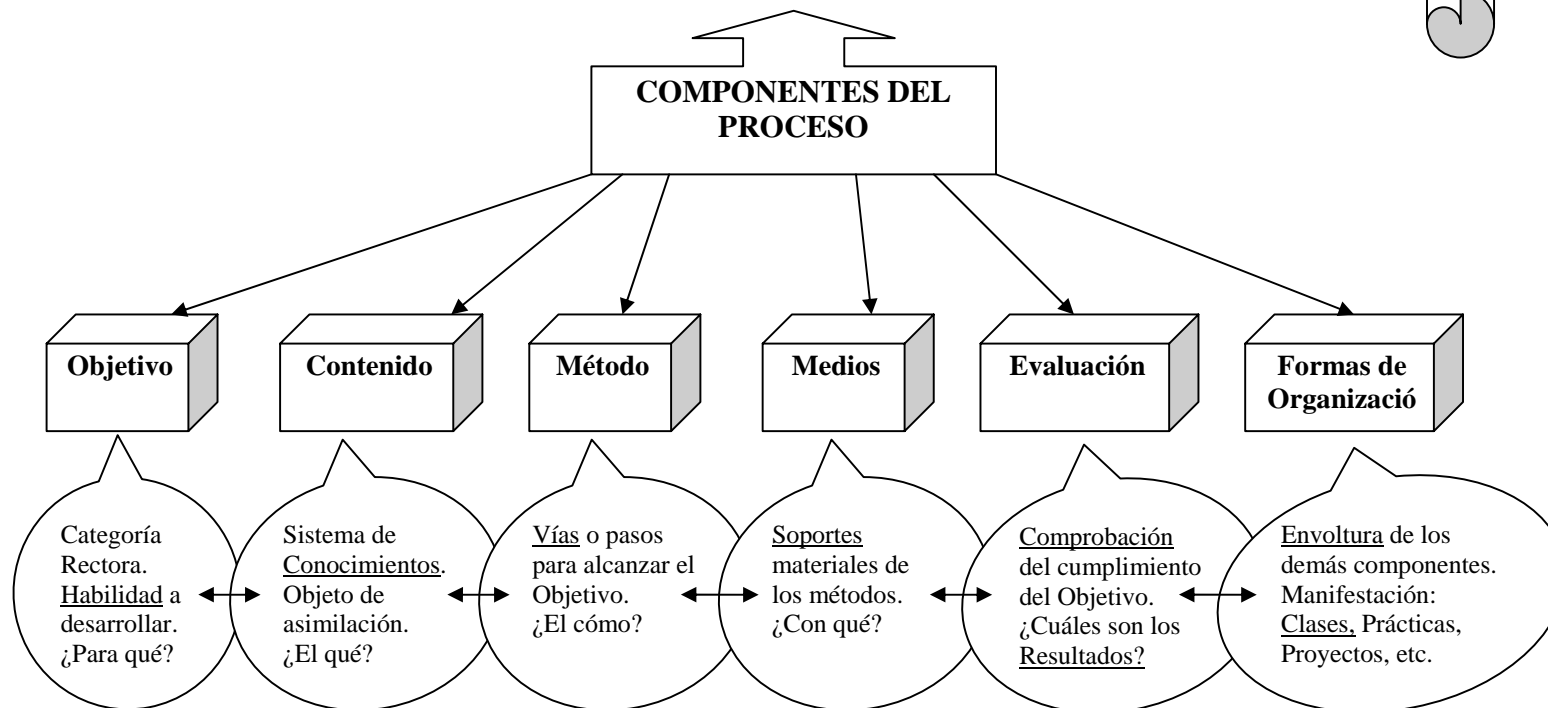 COMPONENTES DEL
PROCESO
Objetivo
Contenido
Método
Medios
Evaluación
Formas de
Organizació
Categoría
Rectora.
Habilidad a
desarrollar.
¿Para qué?
Sistema de
Conocimientos.
Objeto de
asimilación.
¿El qué?
Vías o pasos
para alcanzar el
Objetivo.
¿El cómo?
Soportes
materiales de
los métodos.
¿Con qué?
Comprobación
del cumplimiento
del Objetivo.
¿Cuáles son los
Resultados?
Envoltura de los
demás componentes.
Manifestación:
Clases, Prácticas,
Proyectos, etc.